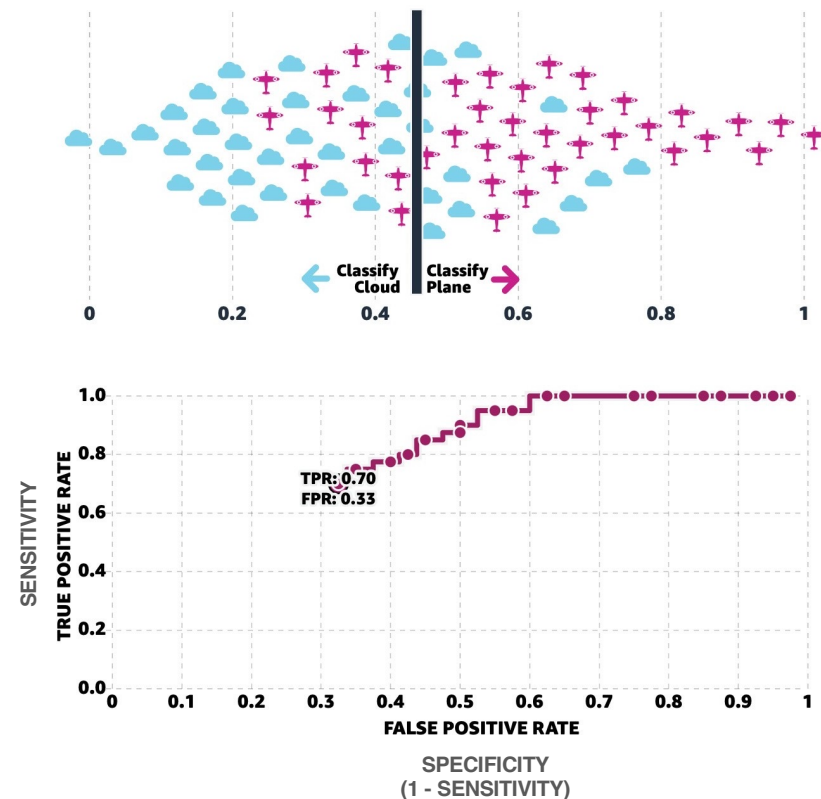 Classify
Cloud
Classify
Plane
0 0.2 0.4 0.6 0.8 1
1.0
0.8
0.6
0.4
0.2
0.0
TPR: 0.70
FPR: 0.33
SENSITIVITY
TRUE POSITIVE RATE
0 0.1 0.2 0.3 0.4 0.5 0.6 0.7 0.8 0.9 1
FALSE POSITIVE RATE
SPECIFICITY
(1 - SENSITIVITY)